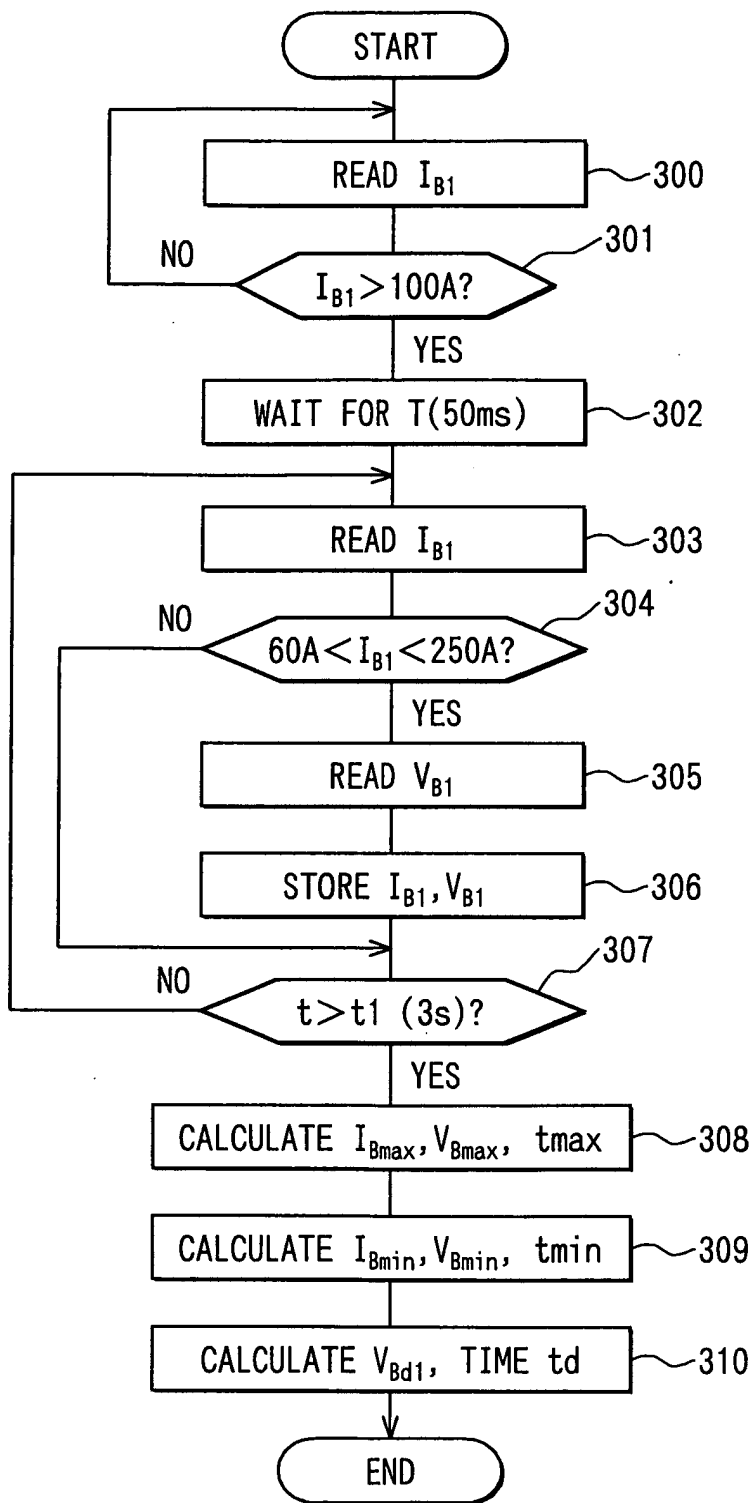 START
READ I_B1
300
301
NO
I_B1>100A?
YES
WAIT FOR T(50ms)
302
READ I_B1
303
304
NO
60A<I_B1<250A?
YES
READ V_B1
305
STORE I_B1,V_B1
306
307
NO
t>t1 (3s)?
YES
CALCULATE I_Bmax,V_Bmax, tmax
308
CALCULATE I_Bmin,V_Bmin, tmin
309
CALCULATE V_Bd1, TIME td
310
END